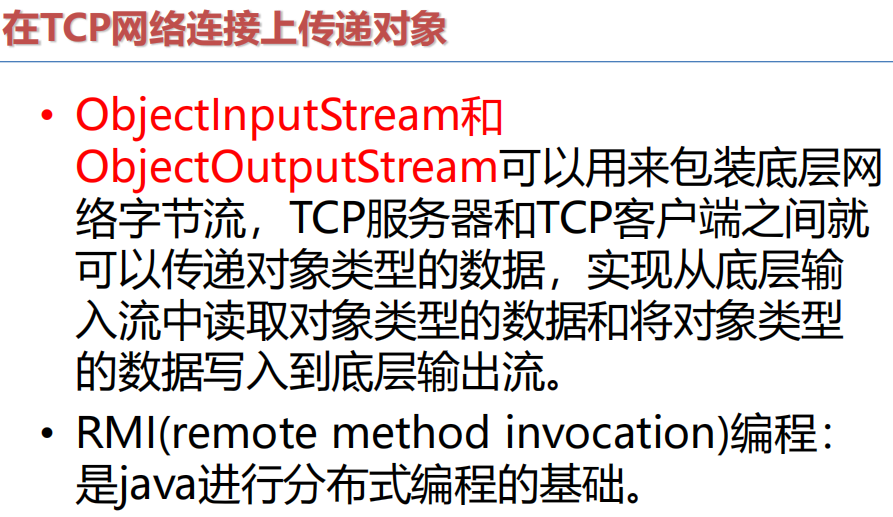 在TCP网络连接上传递对象
• ObjectInputStream和
ObjectOutputStream可以用来包装底层网
络字节流，TCP服务器和TCP客户端之间就
可以传递对象类型的数据，实现从底层输
入流中读取对象类型的数据和将对象类型
的数据写入到底层输出流。
• RMI(remote method invocation)编程：
是java进行分布式编程的基础。